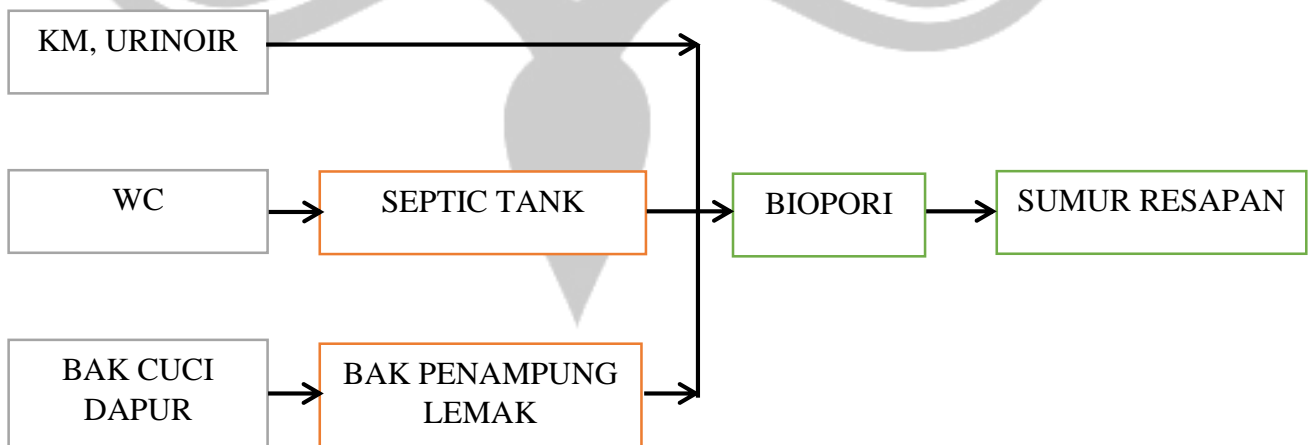 KM, URINOIR
WC
SEPTIC TANK
BIOPORI
SUMUR RESAPAN
BAK CUCI
DAPUR
BAK PENAMPUNG
LEMAK